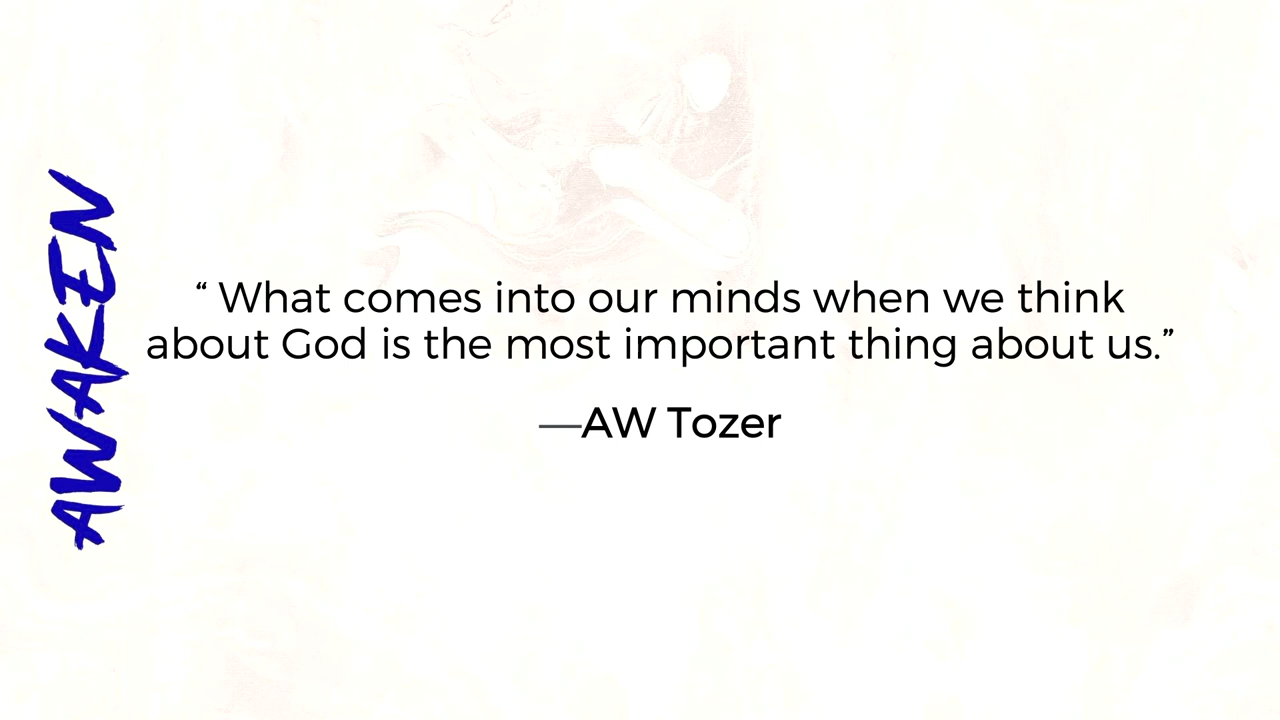 AWAKEN
“ What comes into our minds when we think
about God is the most important thing about us.”
—AW Tozer